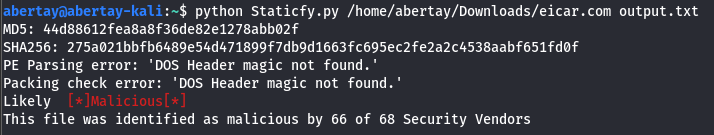 abertay@abertay-kali:~$ python Staticfy.py /home/abertay/Downloads/eicar.com output.txt
MD5: 44d88612fea8a8f36de82e1278abb02f
SHA256: 275a021bbfb6489e54d471899f7db9d1663fc695ec2fe2a2c4538aabf651fd0f
PE Parsing error: 'DOS Header magic not found.'
Packing check error: 'DOS Header magic not found.'
Likely  [*]Malicious[*]
This file was identified as malicious by 66 of 68 Security Vendors